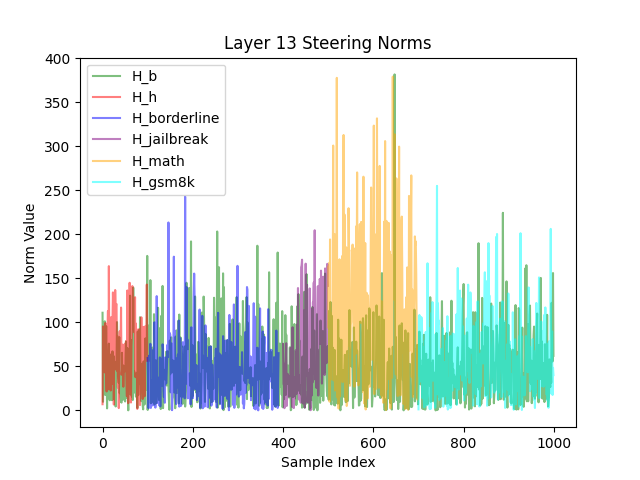 Layer 13 Steering Norms
Norm Value
400
350
300
250
200
150
100
50
0
H_b
H_h
H_borderline
H_jailbreak
H_math
H_gsm8k
0
200
400
600
800
1000
Sample Index